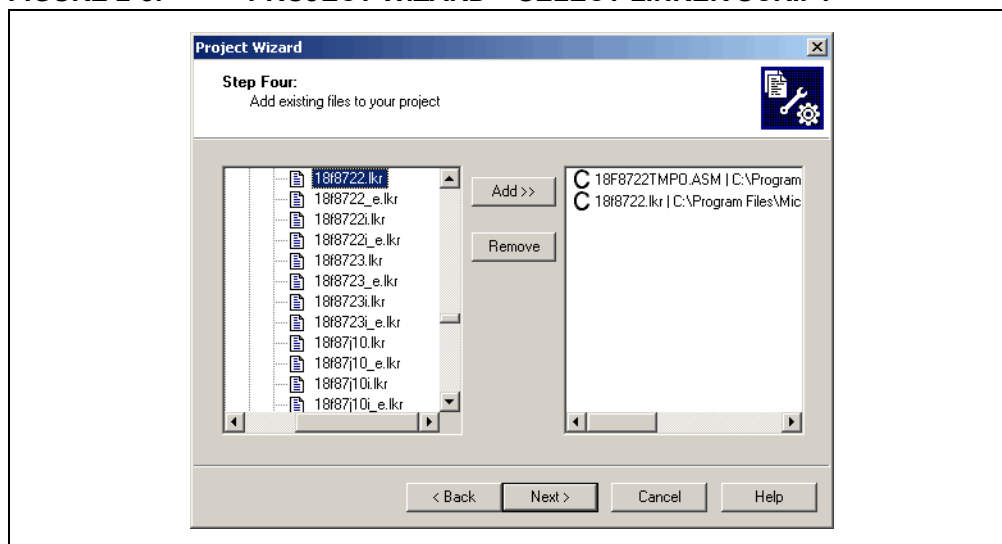 Project Wizard
Step Four:
Add existing files to your project
18f8722.lkr
18f8722_e.lkr
18f8722i.lkr
18f8722i_e.lkr
18f8723.lkr
18f8723_e.lkr
18f8723i.lkr
18f8723i_e.lkr
18f87j10.lkr
18f87j10_e.lkr
18f87j10i.lkr
18f87j10i_e.lkr
Add >>
Remove
C 18F8722TMPO.ASM | C:\Program
C 18f8722.lkr | C:\Program Files\Mic
< Back
Next >
Cancel
Help